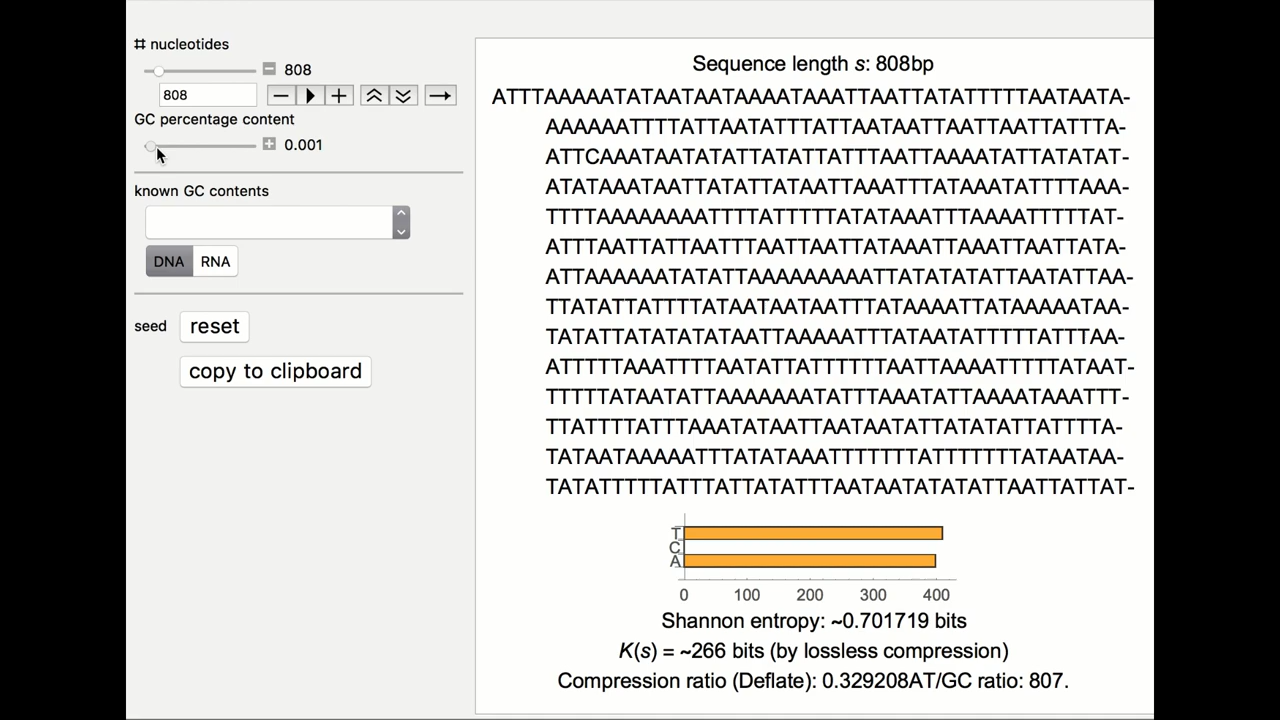 # nucleotides
808
808
GC percentage content
0.001
known GC contents
DNA RNA
seed reset
copy to clipboard
Sequence length s: 808bp
ATTTAAAAATATAATAATAAAATAAATTAATTATATTTTTAATAATA-
AAAAAATTTTATTAATATTTATTAATAATTAATTAATTATTTA-
ATTCAAATAATATATTATATTATTTAATTAAAATATTATATAT-
ATATAAATAATTATATTATAATTAAATTTATAAATATTTTAAA-
TTTTAAAAAAAATTTTATTTTTATATAAATTTAAAATTTTTAT-
ATTTAATTATTAATTTAATTAATTATAAATTAAATTAATTATA-
ATTAAAAAATATATTAAAAAAAAATTATATATATTAATATTAA-
TTATATTATTTTATAATAATAATTTATAAAATTATAAAAATAA-
TATATTATATATATAATTAAAAATTTATAATATTTTTATTTAA-
ATTTTTAAATTTTAATATTATTTTTTAATTAAAATTTTTATAAT-
TTTTTATAATATTAAAAAAATATTTAAATATTAAAATAAATTT-
TTATTTTATTTAAATATAATTAATAATATTATATATTATTTTA-
TATAATAAAAATTTATATAAATTTTTTTATTTTTTTATAATAA-
TATATTTTTATTTATTATATTTAATAATATATATTAATTATTAT-
T
C
A
0 100 200 300 400
Shannon entropy: ~0.701719 bits
K(s) = ~266 bits (by lossless compression)
Compression ratio (Deflate): 0.329208AT/GC ratio: 807.